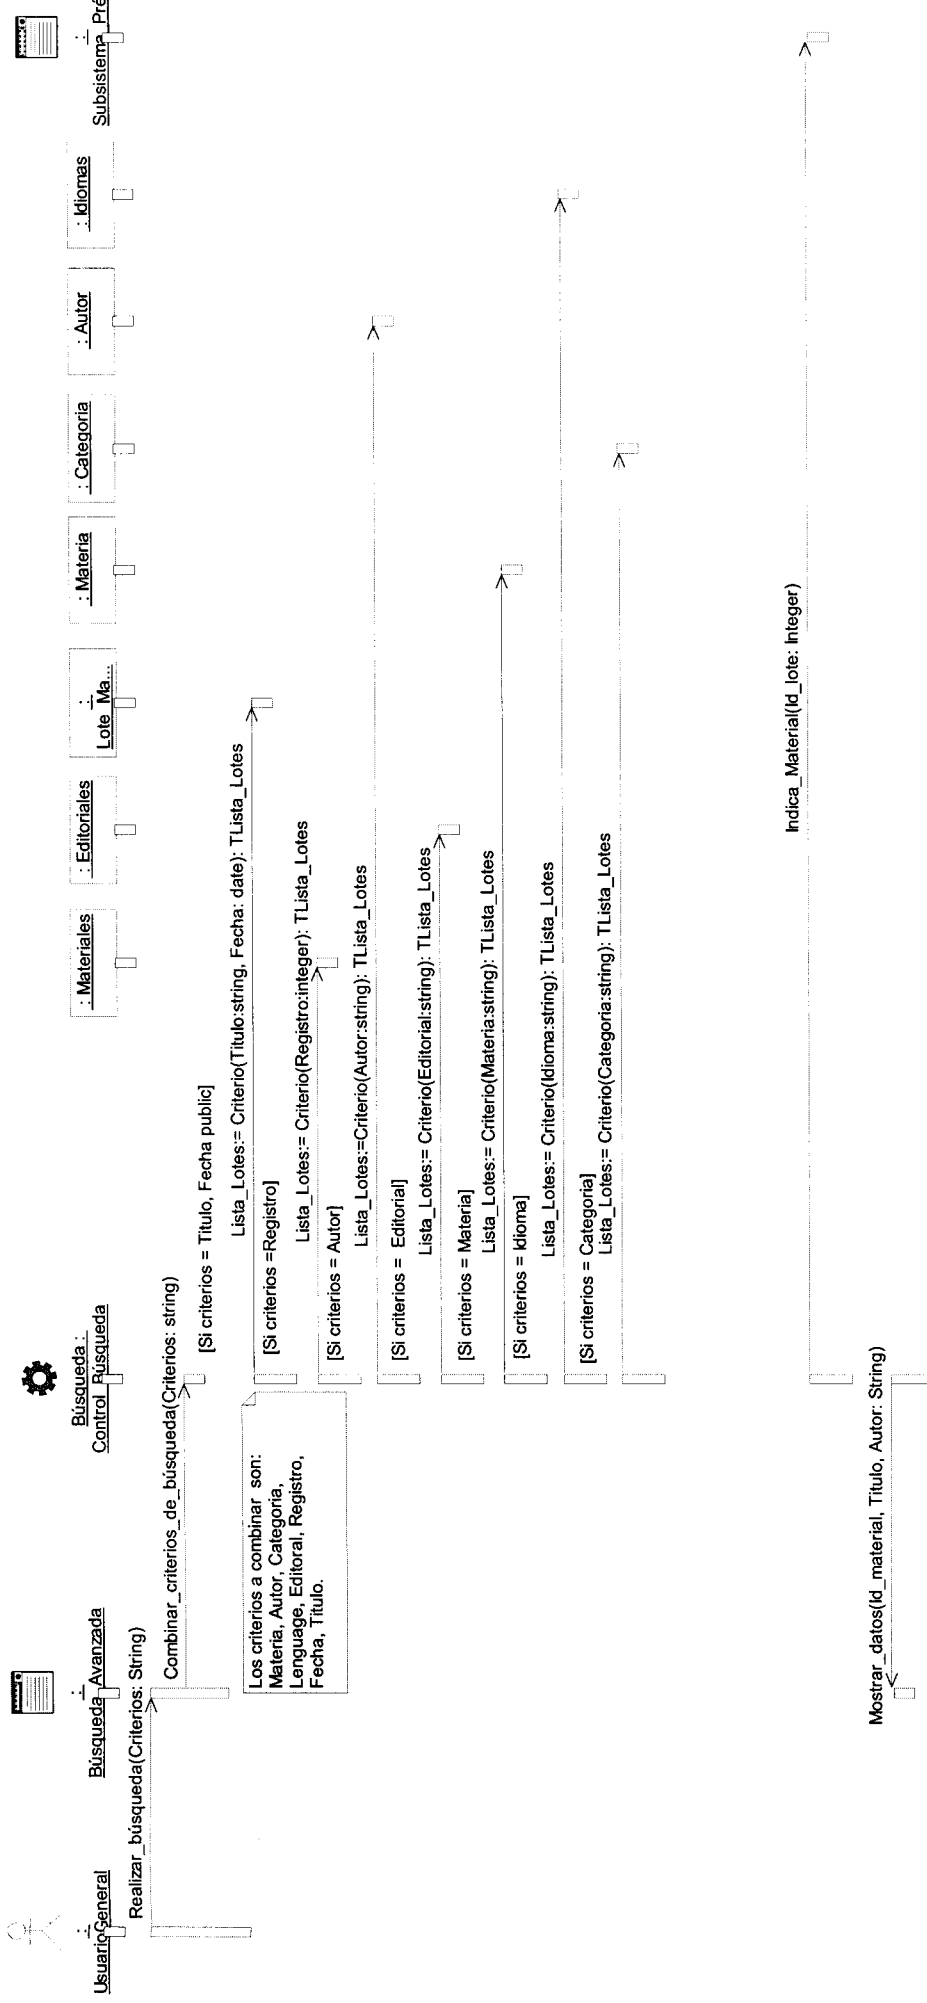 :
UsuarioGeneral
:
Búsqueda_Avanzada
Búsqueda :
Control_Búsqueda
: Materiales
: Editoriales
:
Lote_Ma...
: Materia
: Categoria
: Autor
: Idiomas
:
Subsistema_Pré
Realizar_búsqueda(Criterios: String)
Combinar_criterios_de_búsqueda(Criterios: string)
[Si criterios = Titulo, Fecha public]
Lista_Lotes:= Criterio(Titulo:string, Fecha: date): TLista_Lotes
Los criterios a combinar son:
Materia, Autor, Categoria,
Lenguage, Editoral, Registro,
Fecha, Titulo.
[Si criterios =Registro]
Lista_Lotes:= Criterio(Registro:integer): TLista_Lotes
[Si criterios = Autor]
Lista_Lotes:=Criterio(Autor:string): TLista_Lotes
[Si criterios = Editorial]
Lista_Lotes:= Criterio(Editorial:string): TLista_Lotes
[Si criterios = Materia]
Lista_Lotes:= Criterio(Materia:string): TLista_Lotes
[Si criterios = Idioma]
Lista_Lotes:= Criterio(Idioma:string): TLista_Lotes
[Si criterios = Categoria]
Lista_Lotes:= Criterio(Categoria:string): TLista_Lotes
Indica_Material(Id_lote: Integer)
Mostrar_datos(Id_material, Titulo, Autor: String)